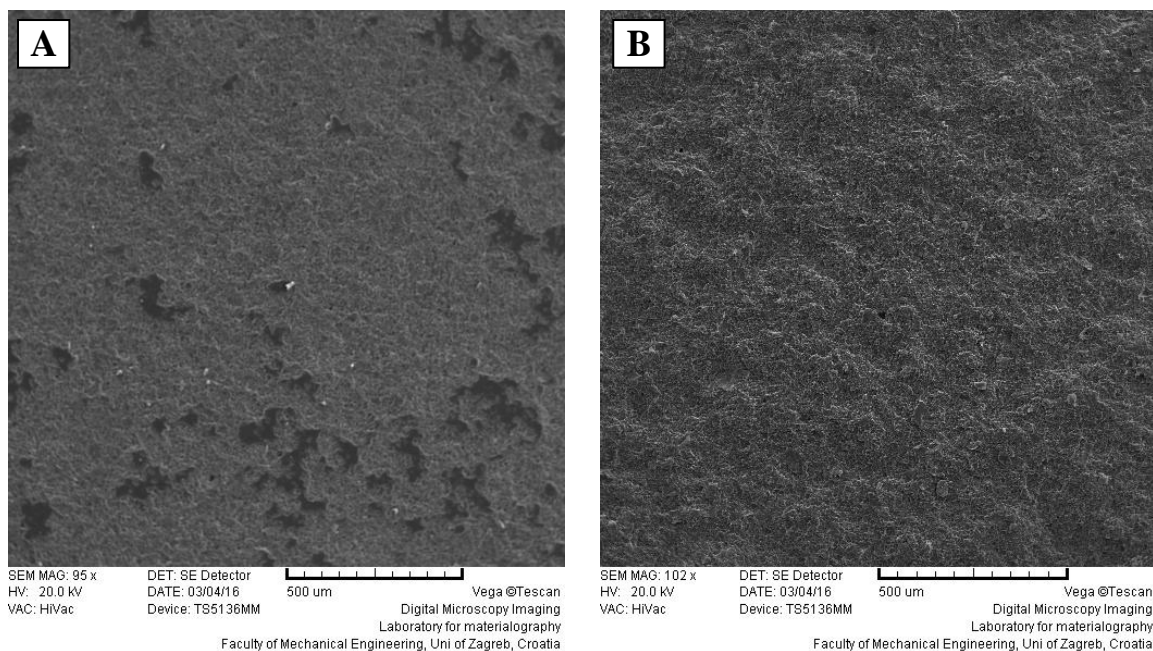 A
SEM MAG: 95 x DET: SE Detector
HV: 20.0 kV DATE: 03/04/16 500 um Vega ©Tescan
VAC: HiVac Device: TS5136MM Digital Microscopy Imaging
Laboratory for materialography
Faculty of Mechanical Engineering, Uni of Zagreb, Croatia
B
SEM MAG: 102 x DET: SE Detector
HV: 20.0 kV DATE: 03/04/16 500 um Vega ©Tescan
VAC: HiVac Device: TS5136MM Digital Microscopy Imaging
Laboratory for materialography
Faculty of Mechanical Engineering, Uni of Zagreb, Croatia